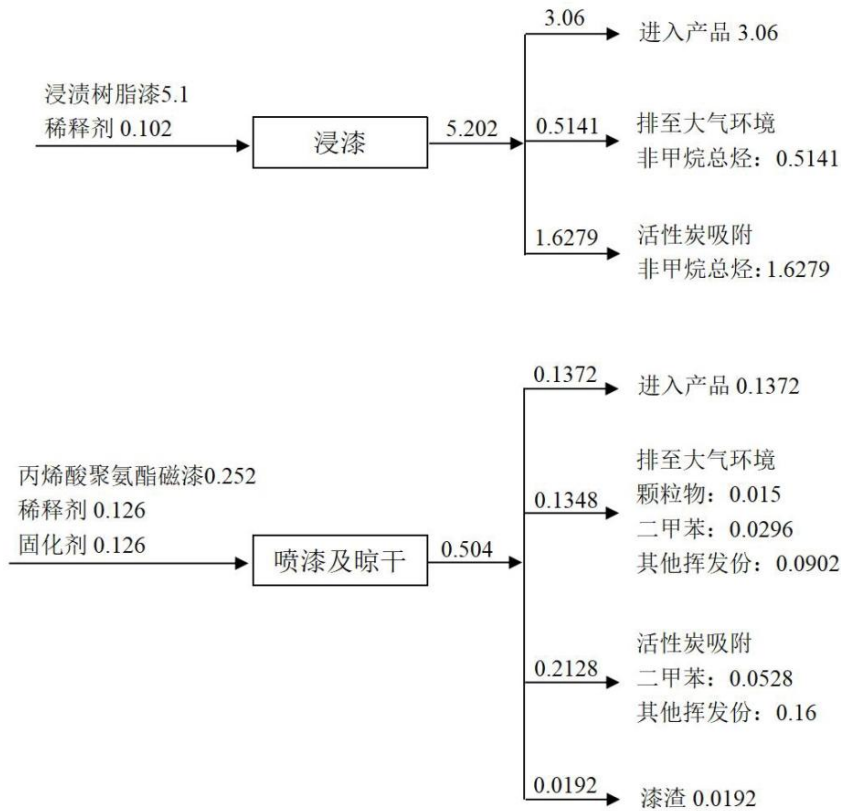 3.06
进入产品 3.06
浸渍树脂漆5.1
稀释剂 0.102
浸漆
5.202
0.5141
排至大气环境
非甲烷总烃：0.5141
1.6279
活性炭吸附
非甲烷总烃：1.6279
0.1372
进入产品 0.1372
丙烯酸聚氨酯磁漆0.252
稀释剂 0.126
固化剂 0.126
喷漆及晾干
0.504
0.1348
排至大气环境
颗粒物：0.015
二甲苯：0.0296
其他挥发份：0.0902
0.2128
活性炭吸附
二甲苯：0.0528
其他挥发份：0.16
0.0192
漆渣 0.0192